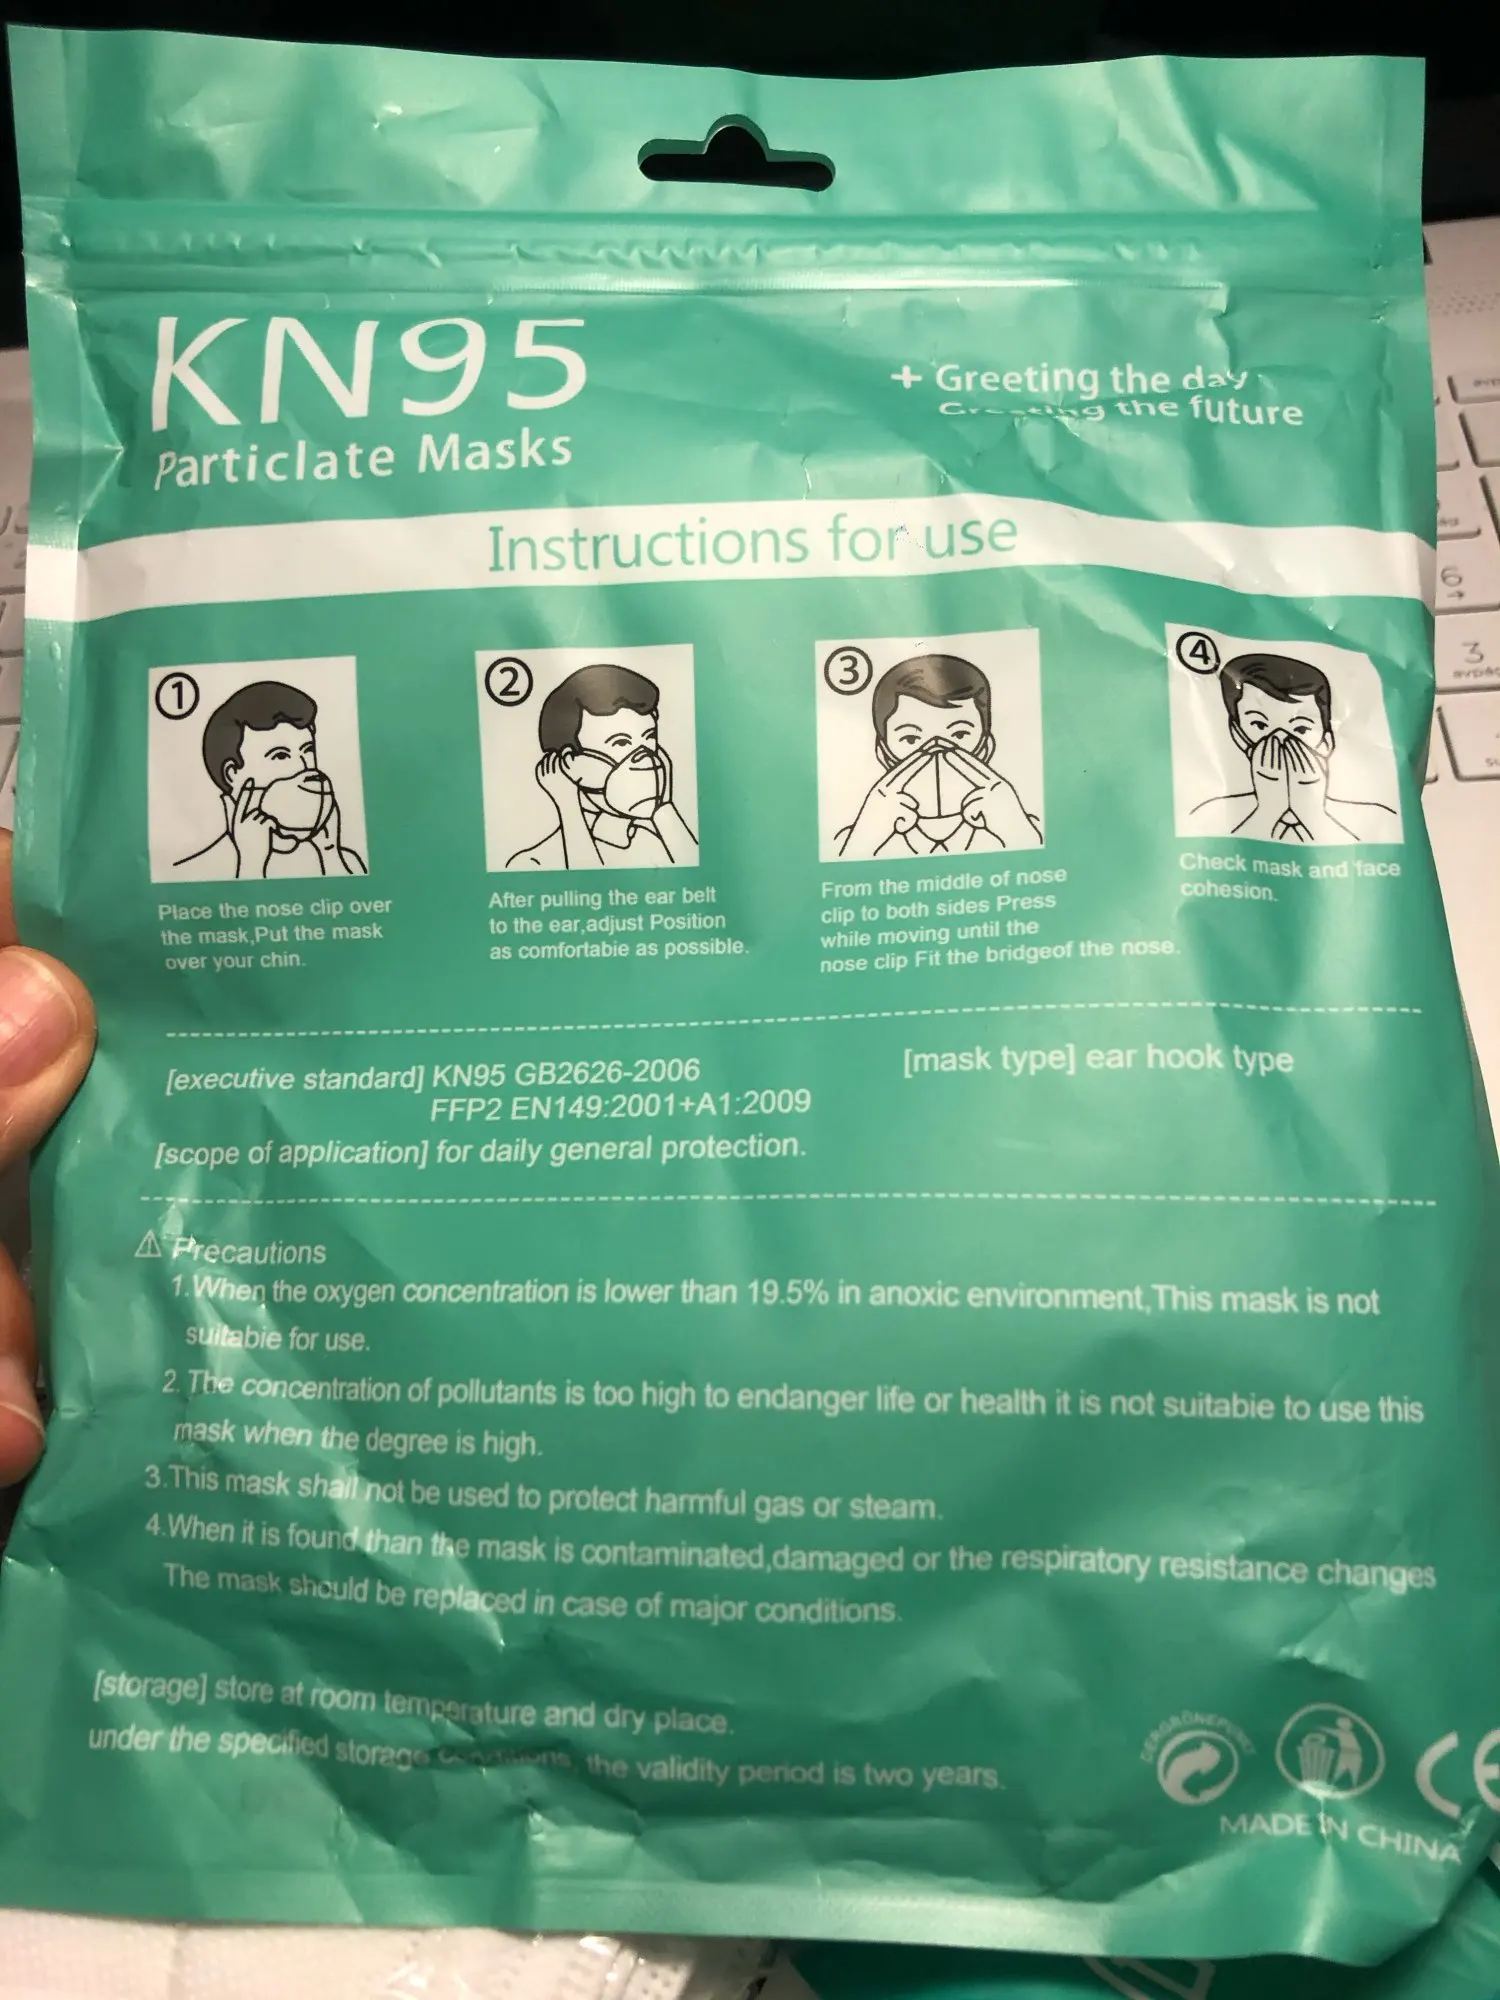 KN95
Particlate Masks
+ Greeting the day
Greeting the future
Instructions for use
1
2
3
4
Place the nose clip over
the mask,Put the mask
over your chin.
After pulling the ear belt
to the ear,adjust Position
as comfortabie as possible.
From the middle of nose
clip to both sides Press
while moving until the
nose clip Fit the bridgeof the nose.
Check mask and face
cohesion.
[executive standard] KN95 GB2626-2006
FFP2 EN149:2001+A1:2009
[mask type] ear hook type
[scope of application] for daily general protection.
Precautions
1.When the oxygen concentration is lower than 19.5% in anoxic environment,This mask is not
suitabie for use.
2. The concentration of pollutants is too high to endanger life or health it is not suitabie to use this
mask when the degree is high.
3.This mask shall not be used to protect harmful gas or steam.
4.When it is found than the mask is contaminated,damaged or the respiratory resistance changes
The mask should be replaced in case of major conditions.
[storage] store at room temperature and dry place.
under the specified storage conditions, the validity period is two years.
DERGRÜNEPUNKT
CE
MADE IN CHINA
6
3